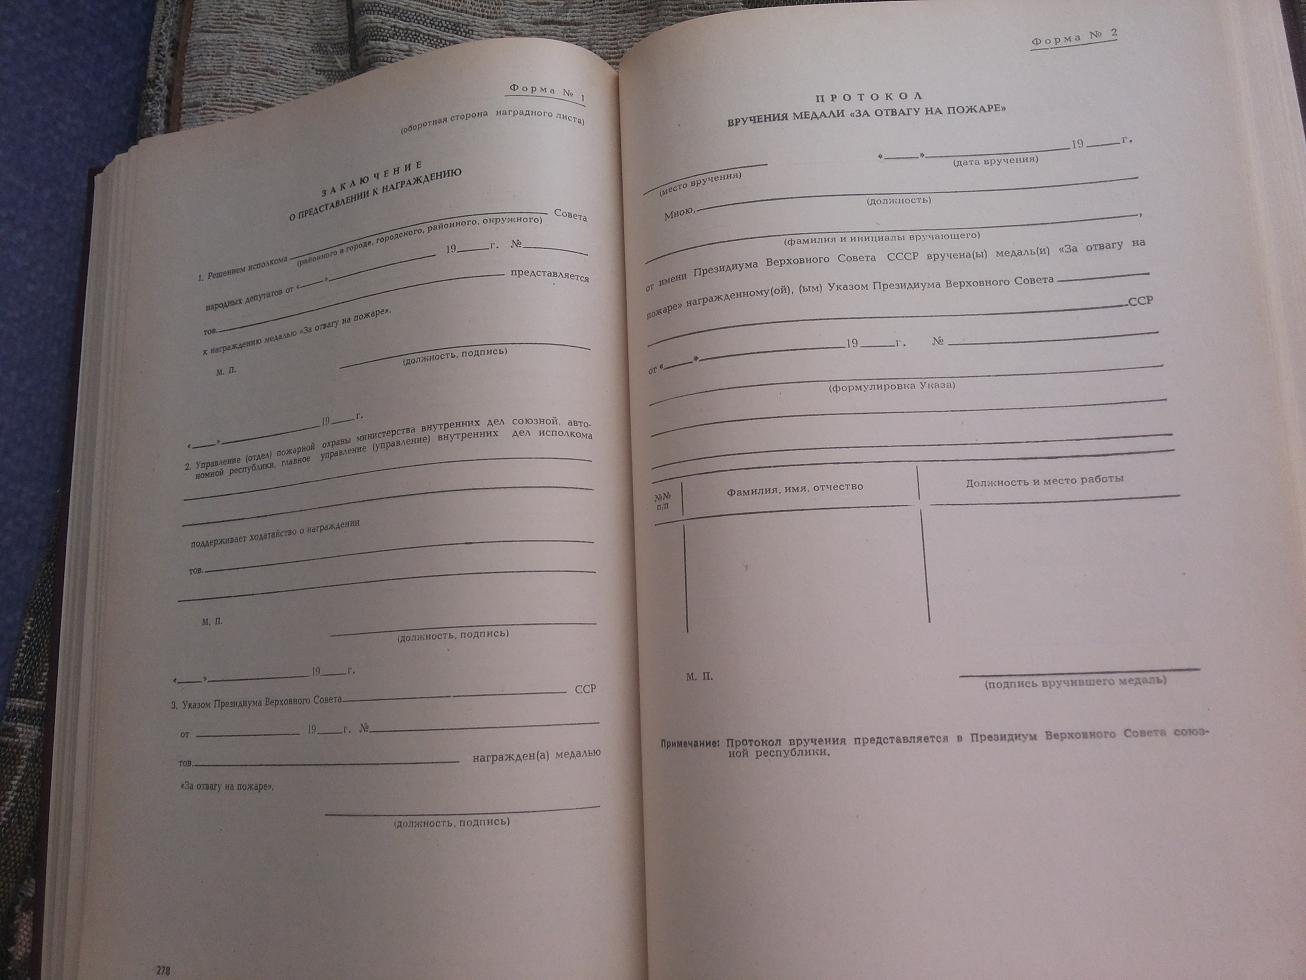 Форма № 1
(оборотная сторона наградного листа)
ЗАКЛЮЧЕНИЕ
О ПРЕДСТАВЛЕНИИ К НАГРАЖДЕНИЮ
1. Решением исполкома Совета
(районного в городе, городского, районного, окружного)
народных депутатов от « » 19 г. №
тов. представляется
к награждению медалью «За отвагу на пожаре».
М. П.
(должность, подпись)
« » 19 г.
2. Управление (отдел) пожарной охраны министерства внутренних дел союзной, авто-
номной республики, главное управление (управление) внутренних дел исполкома
поддерживает ходатайство о награждении
тов.
М. П.
(должность, подпись)
« » 19 г.
3. Указом Президиума Верховного Совета ССР
от 19 г. №
тов. награжден(а) медалью
«За отвагу на пожаре».
(должность, подпись)
278
Форма № 2
ПРОТОКОЛ
ВРУЧЕНИЯ МЕДАЛИ «ЗА ОТВАГУ НА ПОЖАРЕ»
« » 19 г.
(место вручения) (дата вручения)
Мною,
(должность)
,
(фамилия и инициалы вручающего)
от имени Президиума Верховного Совета СССР вручена(ы) медаль(и) «За отвагу на
пожаре» награжденному(ой), (ым) Указом Президиума Верховного Совета
ССР
от « » 19 г. №
(формулировка Указа)
№№ п/п Фамилия, имя, отчество Должность и место работы
М. П.
(подпись вручившего медаль)
Примечание: Протокол вручения представляется в Президиум Верховного Совета союз-
ной республики.